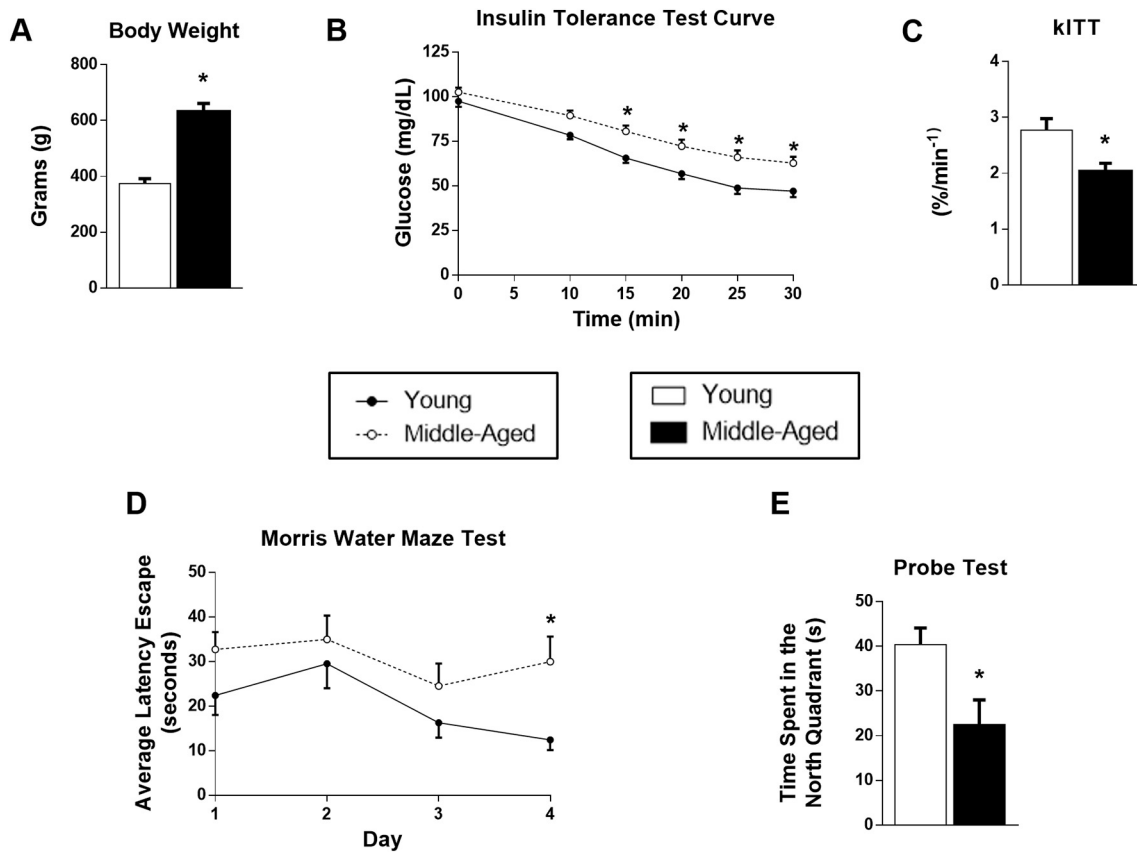 A
Body Weight
Grams (g)
800
600
400
200
0
*
B
Insulin Tolerance Test Curve
Glucose (mg/dL)
125
100
75
50
25
0
* * * *
0 5 10 15 20 25 30
Time (min)
C
kITT
(%/min⁻¹)
4
3
2
1
0
*
Young
Middle-Aged
Young
Middle-Aged
D
Morris Water Maze Test
Average Latency Escape
(seconds)
50
40
30
20
10
0
*
1 2 3 4
Day
E
Probe Test
Time Spent in the
North Quadrant (s)
50
40
30
20
10
0
*